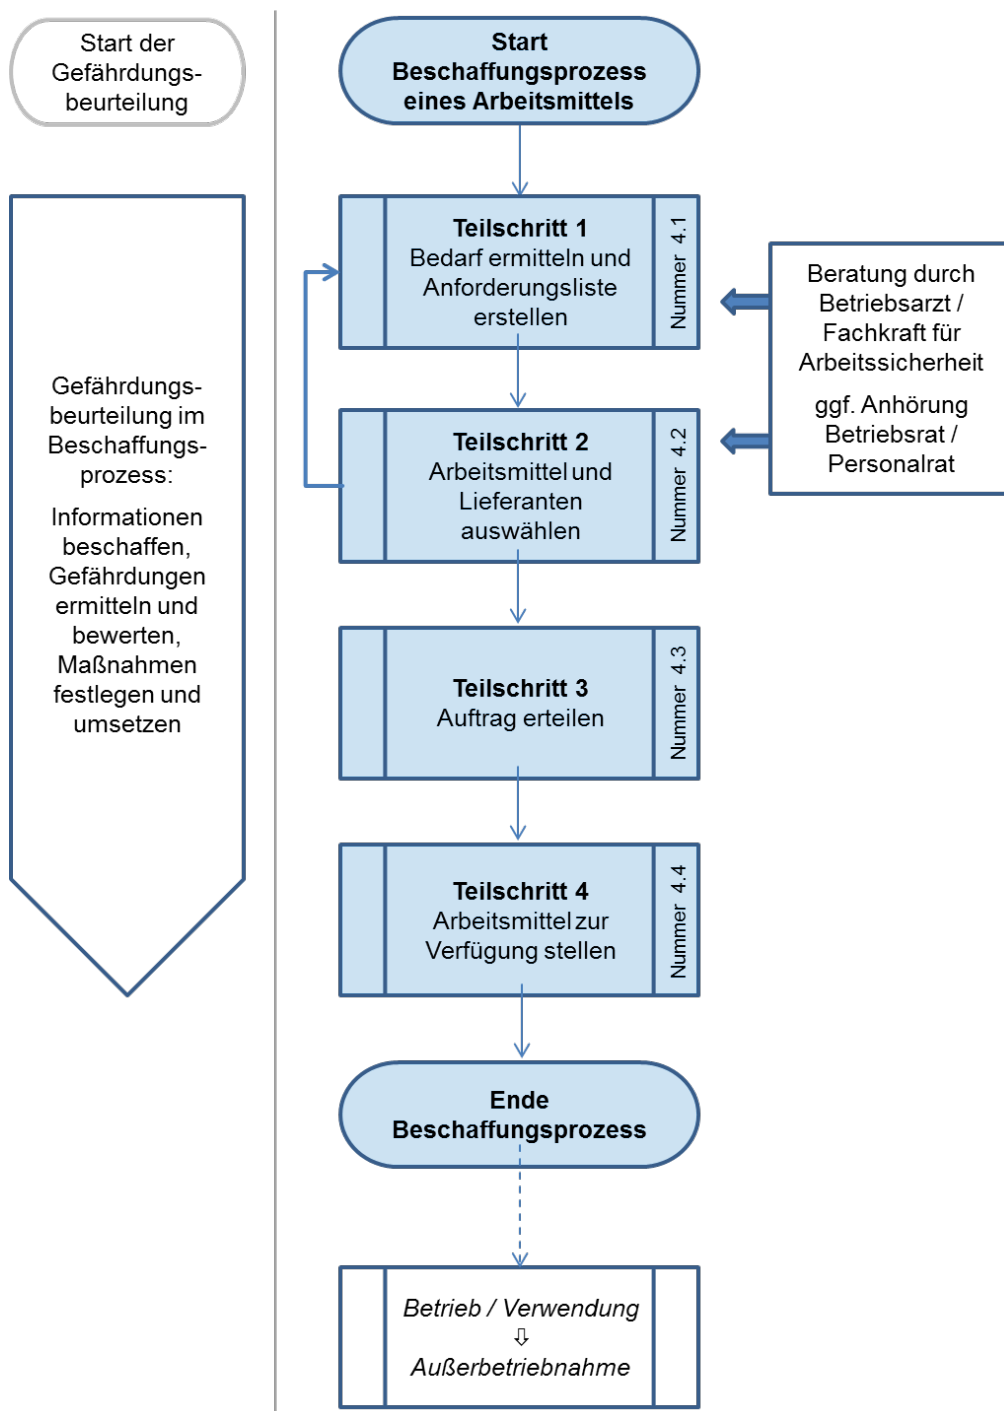 Start der
Gefährdungs-
beurteilung
Gefährdungs-
beurteilung im
Beschaffungs-
prozess:
Informationen
beschaffen,
Gefährdungen
ermitteln und
bewerten,
Maßnahmen
festlegen und
umsetzen
Start
Beschaffungsprozess
eines Arbeitsmittels
Teilschritt 1
Bedarf ermitteln und
Anforderungsliste
erstellen
Nummer 4.1
Beratung durch
Betriebsarzt /
Fachkraft für
Arbeitssicherheit
ggf. Anhörung
Betriebsrat /
Personalrat
Teilschritt 2
Arbeitsmittel und
Lieferanten
auswählen
Nummer 4.2
Teilschritt 3
Auftrag erteilen
Nummer 4.3
Teilschritt 4
Arbeitsmittel zur
Verfügung stellen
Nummer 4.4
Ende
Beschaffungsprozess
Betrieb / Verwendung
⇩
Außerbetriebnahme